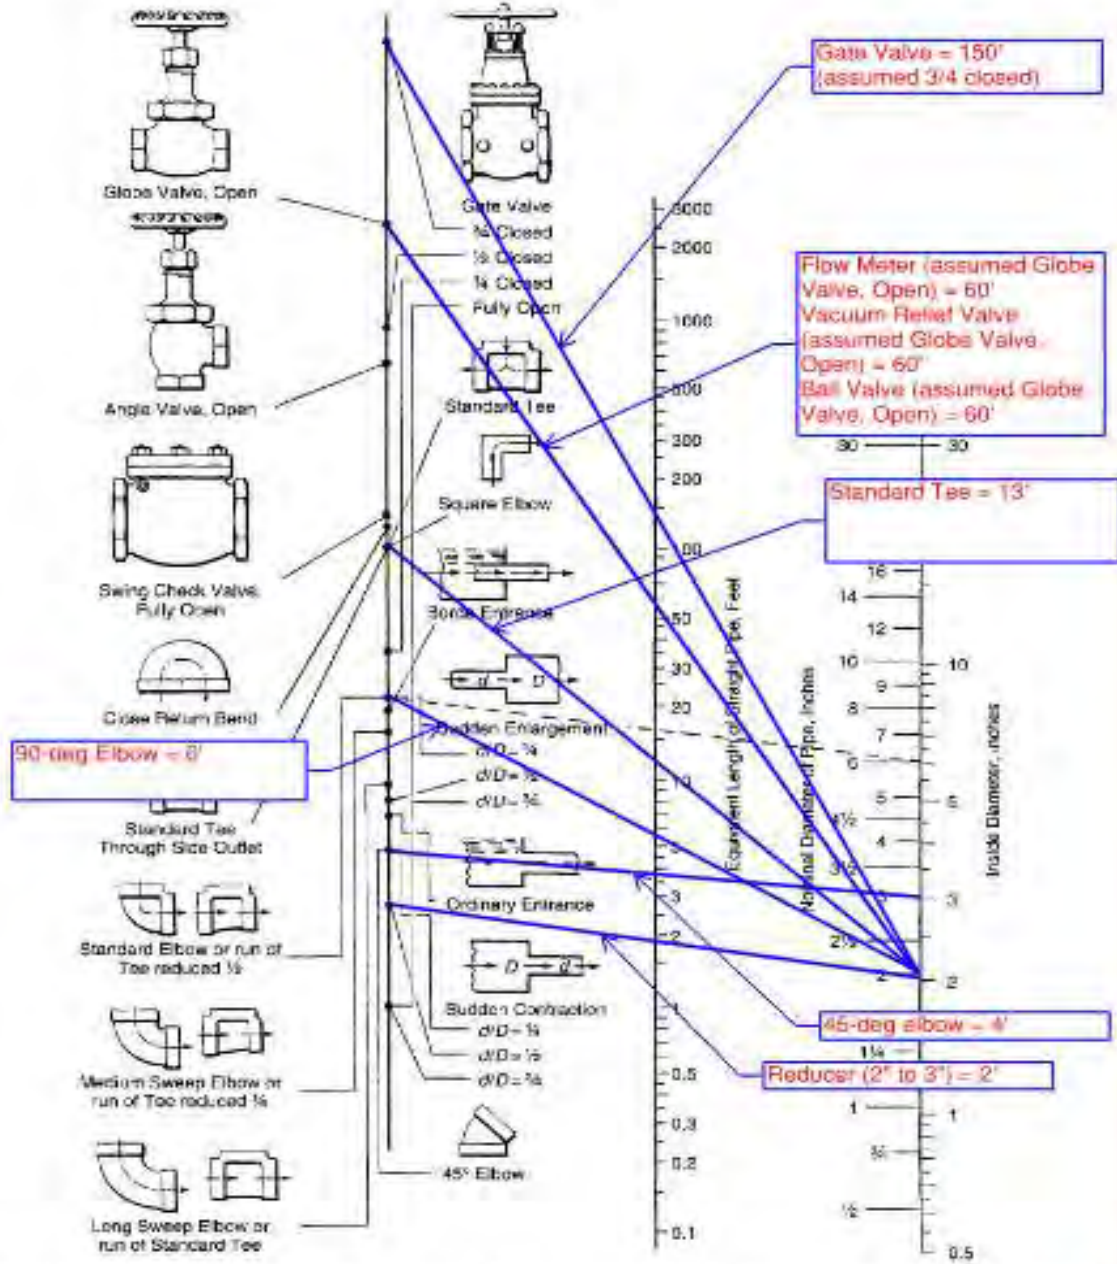 Gate Valve = 150'
(assumed 3/4 closed)
Globe Valve, Open
Gate Valve
¾ Closed
½ Closed
¼ Closed
Fully Open
3000
2000
1000
500
300
200
100
50
30
20
10
5
3
2
1
0.5
0.3
0.2
0.1
Flow Meter (assumed Globe
Valve, Open) = 60'
Vacuum Relief Valve
(assumed Globe Valve,
Open) = 60'
Ball Valve (assumed Globe
Valve, Open) = 60'
Angle Valve, Open
Standard Tee
Square Elbow
30
30
Standard Tee = 13'
Swing Check Valve,
Fully Open
Borda Entrance
Close Return Bend
d
D
Sudden Enlargement
d/D = ¼
d/D = ½
d/D = ¾
90-deg Elbow = 6'
Standard Tee
Through Side Outlet
Equivalent Length of Straight Pipe, Feet
Nominal Diameter of Pipe, Inches
Inside Diameter, Inches
16
14
12
10
9
8
7
6
5
4½
4
3½
3
2½
2
1¼
1
¾
½
10
5
3
2
1
0.5
Ordinary Entrance
Standard Elbow or run of
Tee reduced ½
D
d
Sudden Contraction
d/D = ¼
d/D = ½
d/D = ¾
45-deg elbow = 4'
Reducer (2" to 3") = 2'
Medium Sweep Elbow or
run of Tee reduced ¼
45° Elbow
Long Sweep Elbow or
run of Standard Tee